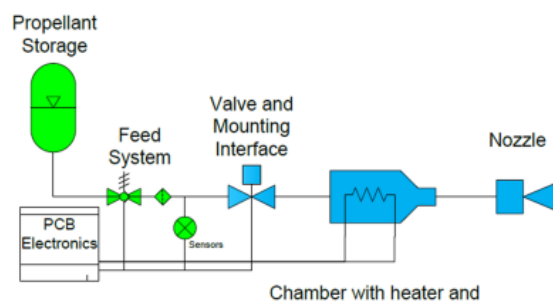 Propellant
Storage
Feed
System
Valve and
Mounting
Interface
Nozzle
PCB
Electronics
Sensors
Chamber with heater and